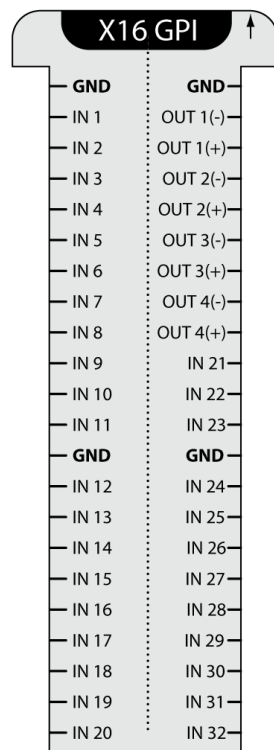 X16 GPI
GND GND
IN 1 OUT 1(-)
IN 2 OUT 1(+)
IN 3 OUT 2(-)
IN 4 OUT 2(+)
IN 5 OUT 3(-)
IN 6 OUT 3(+)
IN 7 OUT 4(-)
IN 8 OUT 4(+)
IN 9 IN 21
IN 10 IN 22
IN 11 IN 23
GND GND
IN 12 IN 24
IN 13 IN 25
IN 14 IN 26
IN 15 IN 27
IN 16 IN 28
IN 17 IN 29
IN 18 IN 30
IN 19 IN 31
IN 20 IN 32